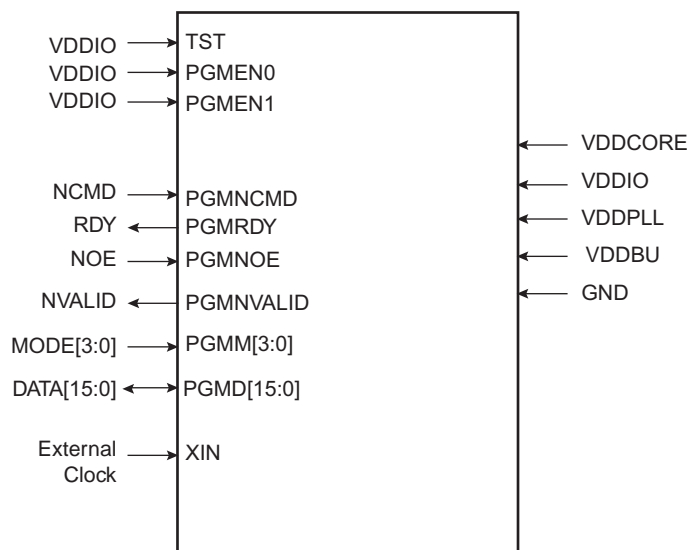 VDDIO TST
VDDIO PGMEN0
VDDIO PGMEN1
VDDCORE
VDDIO
NCMD PGMNCMD
VDDPLL
RDY PGMRDY
VDDBU
NOE PGMNOE
GND
NVALID PGMNVALID
MODE[3:0] PGMM[3:0]
DATA[15:0] PGMD[15:0]
External
Clock
XIN